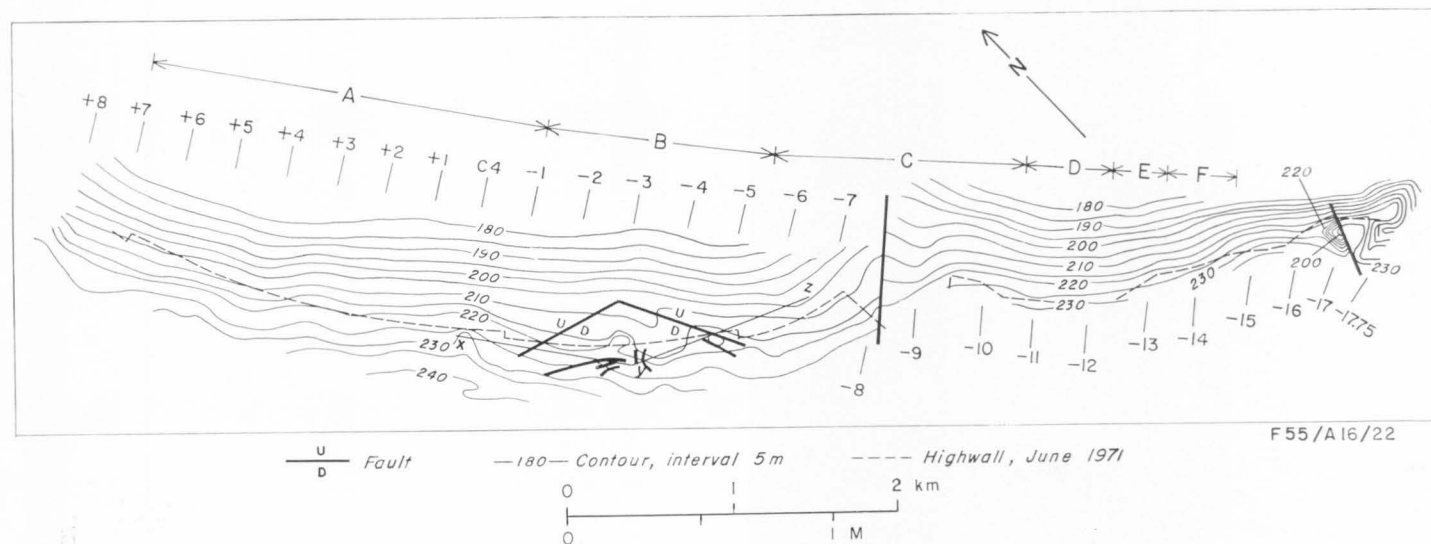 N
A B C D E F
+8 +7 +6 +5 +4 +3 +2 +1 C4 -1 -2 -3 -4 -5 -6 -7
220
180 180
190 190
200 200
210 210
220 220
230 230 230 200 230
240
U D U D
X Y Z
-8 -9 -10 -11 -12 -13 -14 -15 -16 -17 -17.75
F55/A16/22
U
D Fault —180— Contour, interval 5m Highwall, June 1971
0 1 2 km
0 1 M